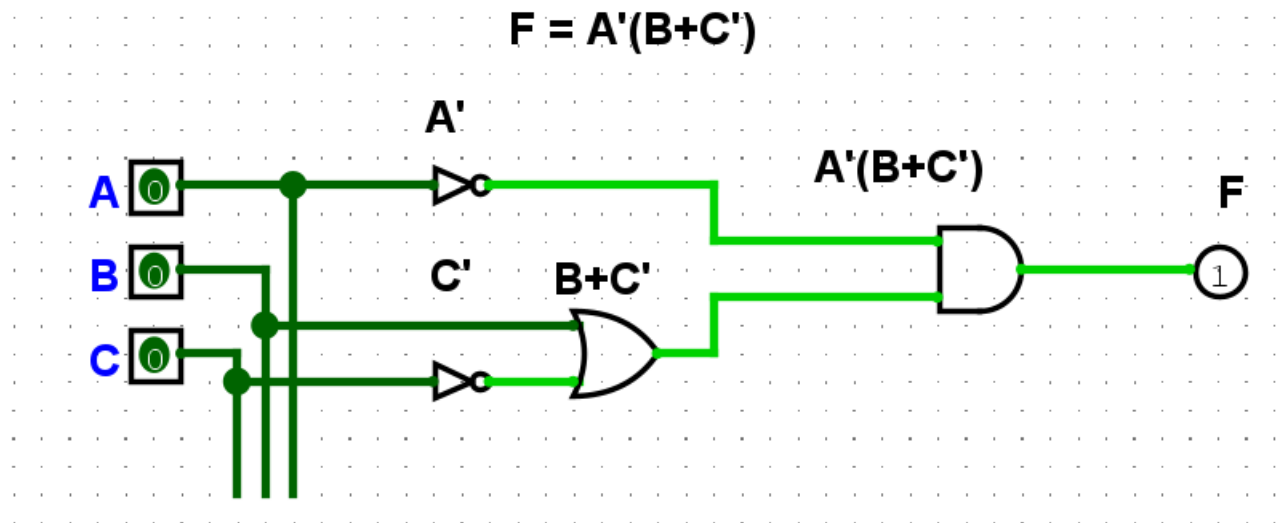 F = A'(B+C')
A'
A'(B+C')
A 0
F
B 0
C'
B+C'
1
C 0